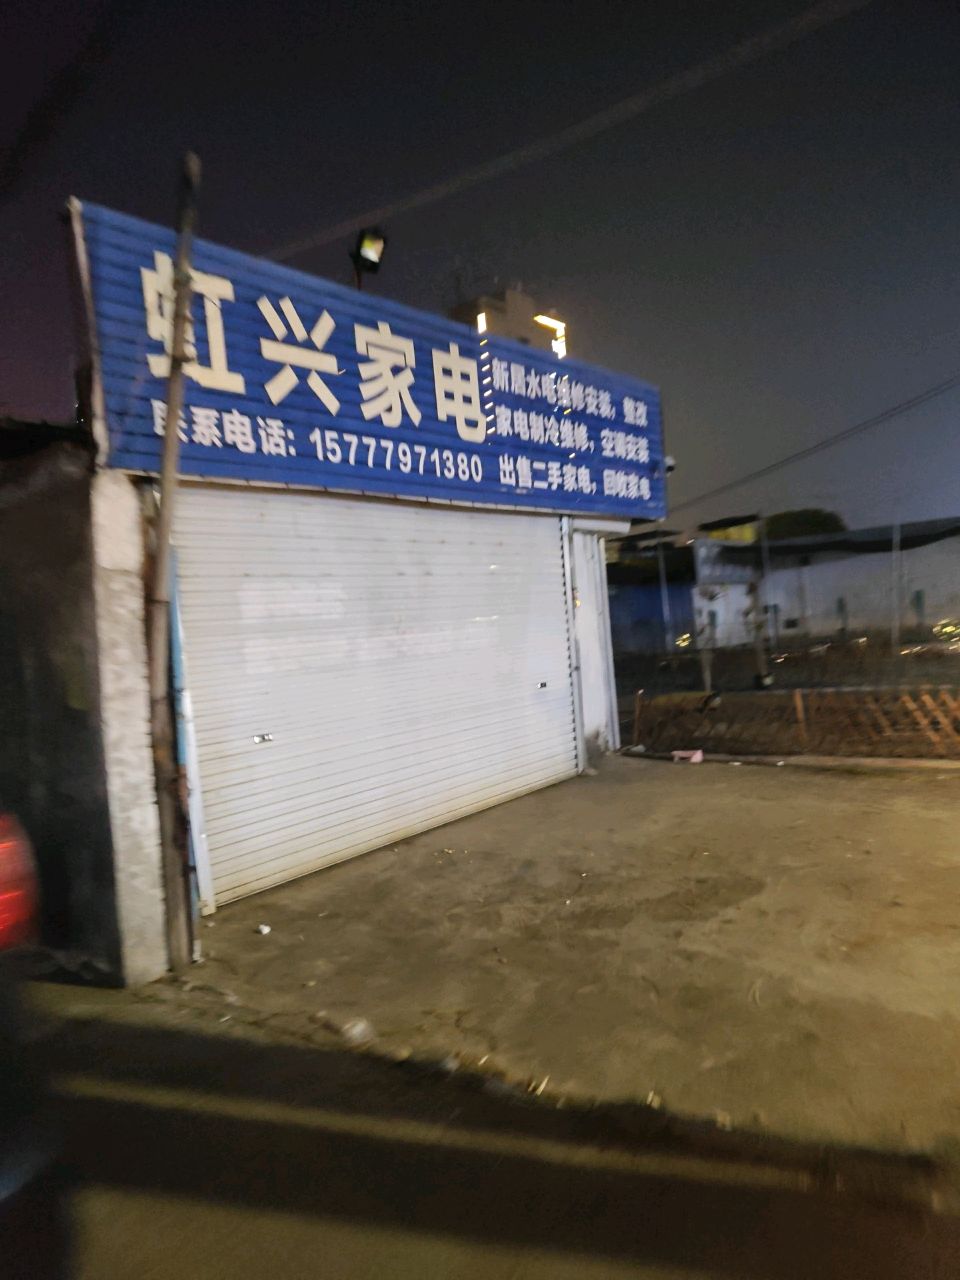 虹兴家电
联系电话: 15777971380
新居水电维修安装, 整改
家电制冷维修, 空调安装
出售二手家电, 回收家电